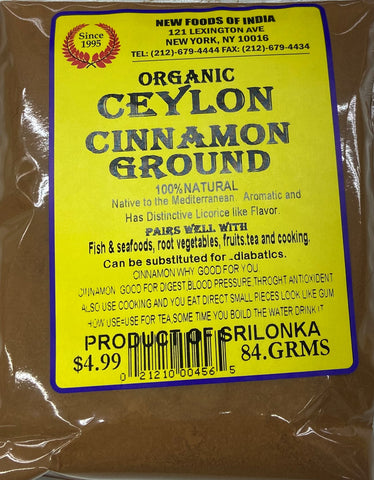 NEW FOODS OF INDIA
121 LEXINGTON AVE
NEW YORK, NY 10016
TEL: (212)-679-4444 FAX: (212)-679-4434
Since
1995
ORGANIC
CEYLON
CINNAMON
GROUND
100%NATURAL
Native to the Mediterranean. Aromatic and
Has Distinctive Licorice like Flavor.
PAIRS WELL WITH
Fish & seafoods, root vegetables, fruits.tea and cooking.
Can be substituted for ..diabatics.
CINNAMON WHY GOOD FOR YOU
CINNAMON GOOD FOR DIGEST,BLOOD PRESSURE,THROGHT ANTIOXIDENT
ALSO USE COOKING AND YOU EAT DIRECT SMALL PIECES LOOK LIKE GUM
HOW USE=USE FOR TEA,SOME TIME YOU BOILD THE WATER DRINK IT
PRODUCT OF SRILONKA
$4.99
84.GRMS
0 21210 00456 5